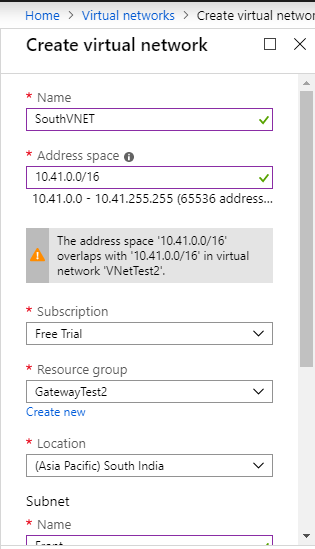 Home > Virtual networks > Create virtual networ
Create virtual network
* Name
SouthVNET
* Address space
10.41.0.0/16
10.41.0.0 - 10.41.255.255 (65536 address...
The address space '10.41.0.0/16'
overlaps with '10.41.0.0/16' in virtual
network 'VNetTest2'.
* Subscription
Free Trial
* Resource group
GatewayTest2
Create new
* Location
(Asia Pacific) South India
Subnet
* Name
Front